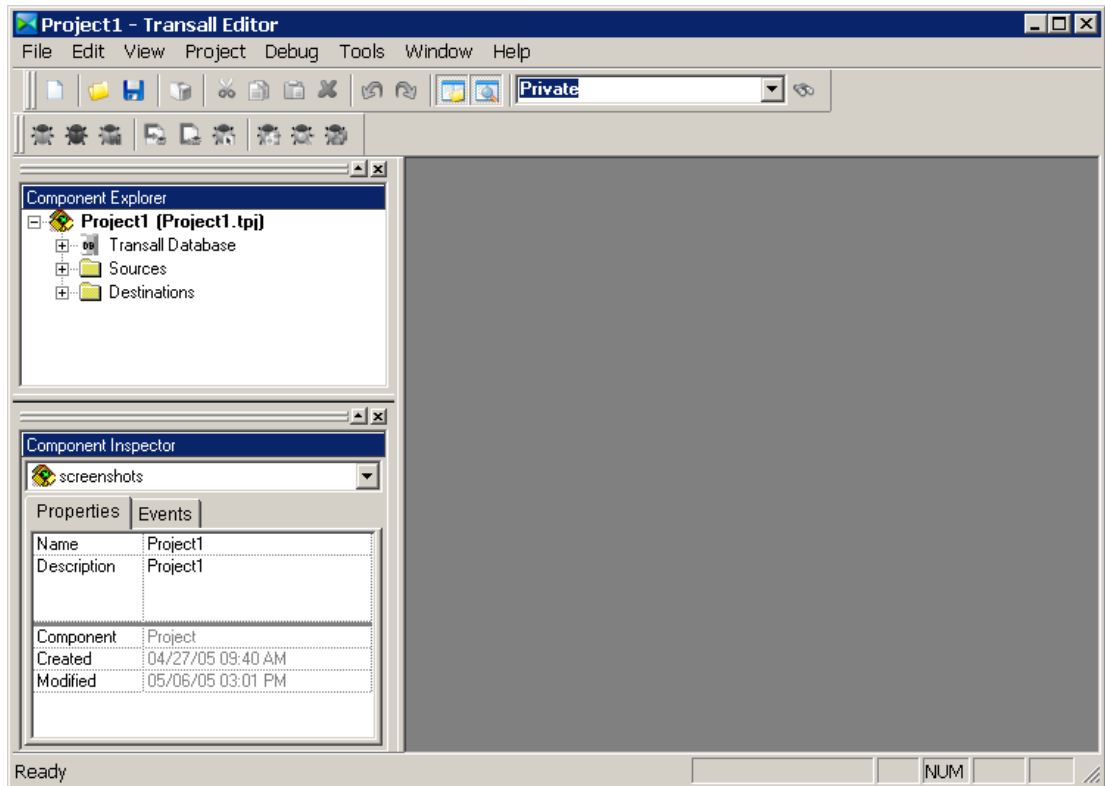 Project1 - Transall Editor
File Edit View Project Debug Tools Window Help
Private
Component Explorer
Project1 (Project1.tpj)
DB Transall Database
Sources
Destinations
Component Inspector
screenshots
Properties Events
Name Project1
Description Project1
Component Project
Created 04/27/05 09:40 AM
Modified 05/06/05 03:01 PM
Ready NUM